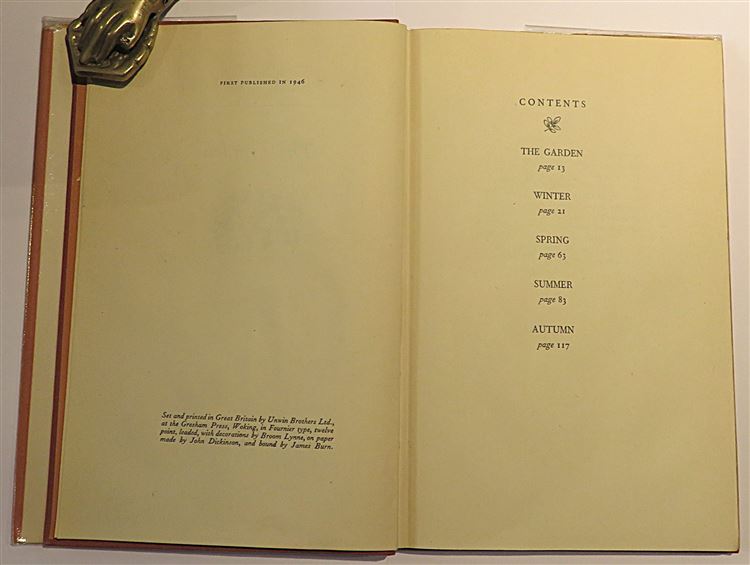 FIRST PUBLISHED IN 1946
Set and printed in Great Britain by Unwin Brothers Ltd.,
at the Gresham Press, Woking, in Fournier type, twelve
point, leaded, with decorations by Broom Lynne, on paper
made by John Dickinson, and bound by James Burn.
CONTENTS
THE GARDEN
page 13
WINTER
page 21
SPRING
page 63
SUMMER
page 83
AUTUMN
page 117